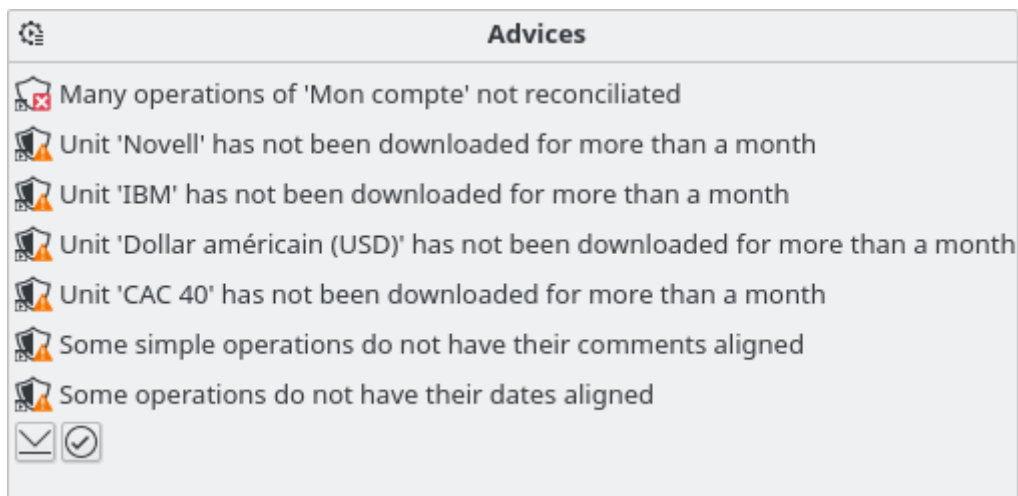 Advices
Many operations of 'Mon compte' not reconciliated
Unit 'Novell' has not been downloaded for more than a month
Unit 'IBM' has not been downloaded for more than a month
Unit 'Dollar américain (USD)' has not been downloaded for more than a month
Unit 'CAC 40' has not been downloaded for more than a month
Some simple operations do not have their comments aligned
Some operations do not have their dates aligned